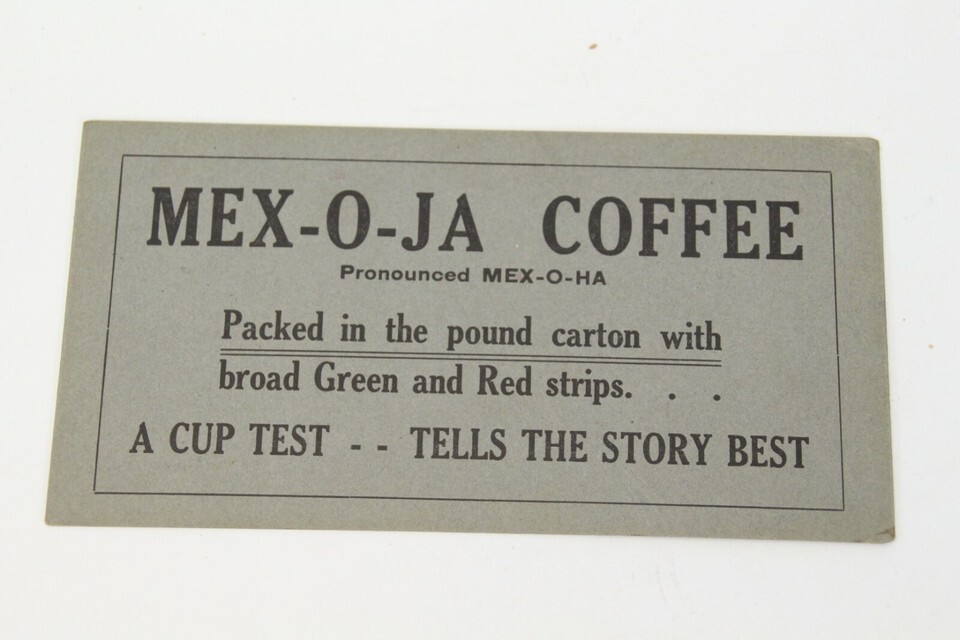 MEX-O-JA COFFEE
Pronounced MEX-O-HA
Packed in the pound carton with
broad Green and Red strips. . .
A CUP TEST -- TELLS THE STORY BEST